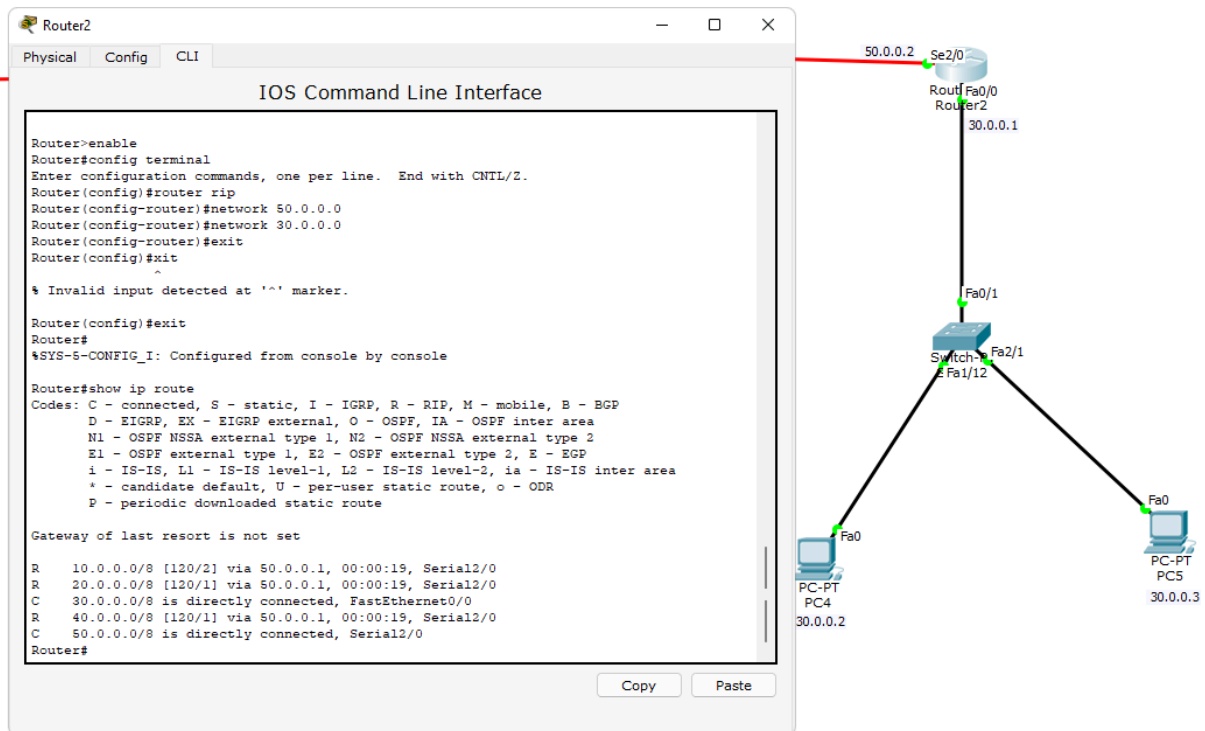 Router2
Physical Config CLI
IOS Command Line Interface
Router>enable
Router#config terminal
Enter configuration commands, one per line.  End with CNTL/Z.
Router(config)#router rip
Router(config-router)#network 50.0.0.0
Router(config-router)#network 30.0.0.0
Router(config-router)#exit
Router(config)#xit
^
% Invalid input detected at '^' marker.
Router(config)#exit
Router#
%SYS-5-CONFIG_I: Configured from console by console
Router#show ip route
Codes: C - connected, S - static, I - IGRP, R - RIP, M - mobile, B - BGP
D - EIGRP, EX - EIGRP external, O - OSPF, IA - OSPF inter area
N1 - OSPF NSSA external type 1, N2 - OSPF NSSA external type 2
E1 - OSPF external type 1, E2 - OSPF external type 2, E - EGP
i - IS-IS, L1 - IS-IS level-1, L2 - IS-IS level-2, ia - IS-IS inter area
* - candidate default, U - per-user static route, o - ODR
P - periodic downloaded static route
Gateway of last resort is not set
R 10.0.0.0/8 [120/2] via 50.0.0.1, 00:00:19, Serial2/0
R 20.0.0.0/8 [120/1] via 50.0.0.1, 00:00:19, Serial2/0
C 30.0.0.0/8 is directly connected, FastEthernet0/0
R 40.0.0.0/8 [120/1] via 50.0.0.1, 00:00:19, Serial2/0
C 50.0.0.0/8 is directly connected, Serial2/0
Router#
Copy Paste
50.0.0.2 Se2/0
Rout Fa0/0
Router2
30.0.0.1
Fa0/1
Switch-P Fa2/1
E Fa1/12
Fa0
PC-PT
PC4
30.0.0.2
Fa0
PC-PT
PC5
30.0.0.3